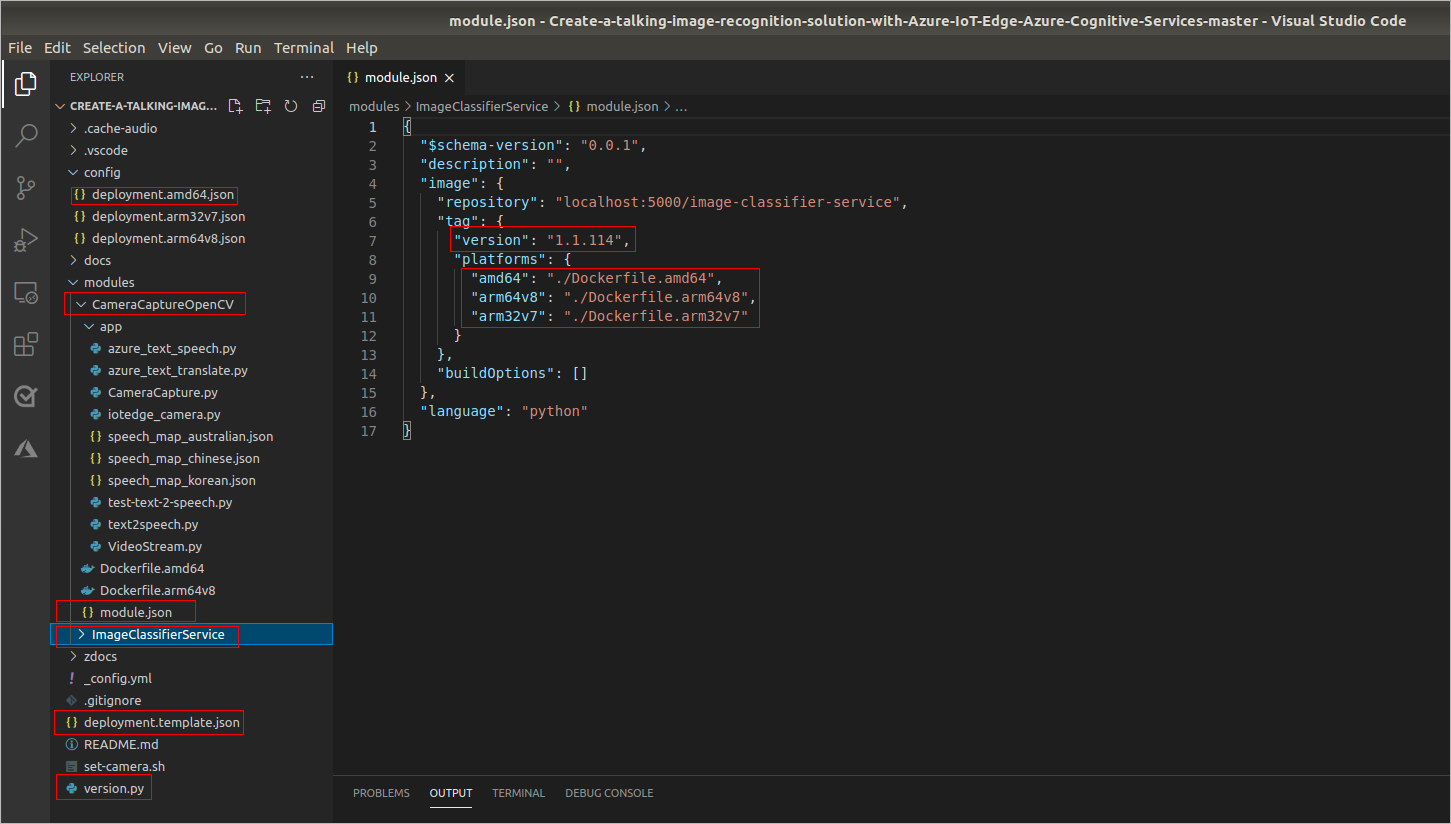 module.json - Create-a-talking-image-recognition-solution-with-Azure-IoT-Edge-Azure-Cognitive-Services-master - Visual Studio Code
File Edit Selection View Go Run Terminal Help
EXPLORER
CREATE-A-TALKING-IMAG...
.cache-audio
.vscode
config
{} deployment.amd64.json
{} deployment.arm32v7.json
{} deployment.arm64v8.json
docs
modules
CameraCaptureOpenCV
app
azure_text_speech.py
azure_text_translate.py
CameraCapture.py
iotedge_camera.py
{} speech_map_australian.json
{} speech_map_chinese.json
{} speech_map_korean.json
test-text-2-speech.py
text2speech.py
VideoStream.py
Dockerfile.amd64
Dockerfile.arm64v8
{} module.json
ImageClassifierService
zdocs
! _config.yml
.gitignore
{} deployment.template.json
README.md
set-camera.sh
version.py
{} module.json
modules > ImageClassifierService > {} module.json > ...
1 {
2 "$schema-version": "0.0.1",
3 "description": "",
4 "image": {
5 "repository": "localhost:5000/image-classifier-service",
6 "tag": {
7 "version": "1.1.114",
8 "platforms": {
9 "amd64": "./Dockerfile.amd64",
10 "arm64v8": "./Dockerfile.arm64v8",
11 "arm32v7": "./Dockerfile.arm32v7"
12 }
13 },
14 "buildOptions": []
15 },
16 "language": "python"
17 }
PROBLEMS OUTPUT TERMINAL DEBUG CONSOLE